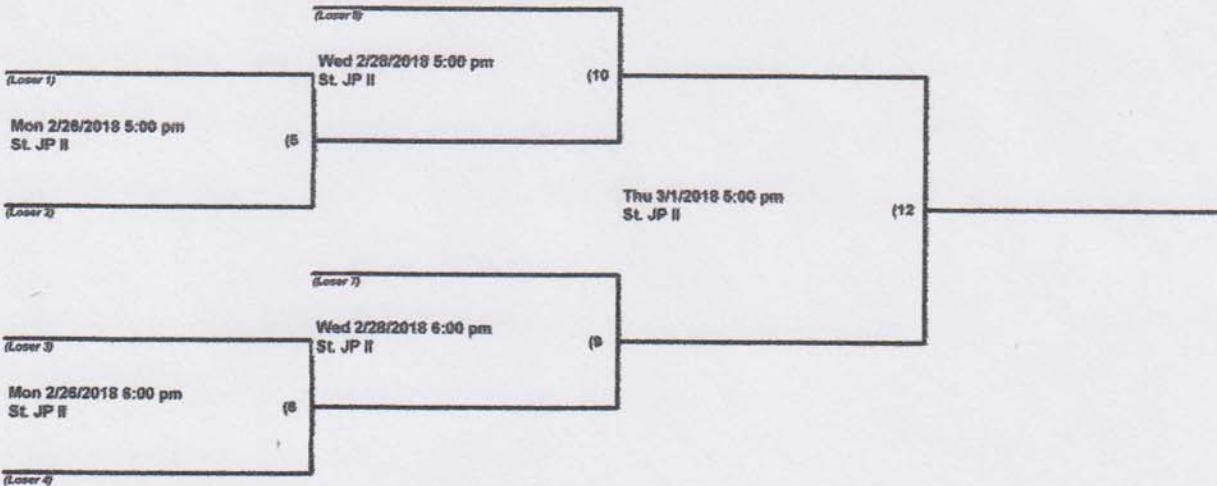 (Loser 8)
Wed 2/28/2018 5:00 pm
St. JP II
(10
(Loser 1)
Mon 2/26/2018 5:00 pm
St. JP II
(5
(Loser 2)
Thu 3/1/2018 5:00 pm
St. JP II
(12
(Loser 7)
Wed 2/28/2018 6:00 pm
St. JP II
(9
(Loser 3)
Mon 2/26/2018 6:00 pm
St. JP II
(6
(Loser 4)